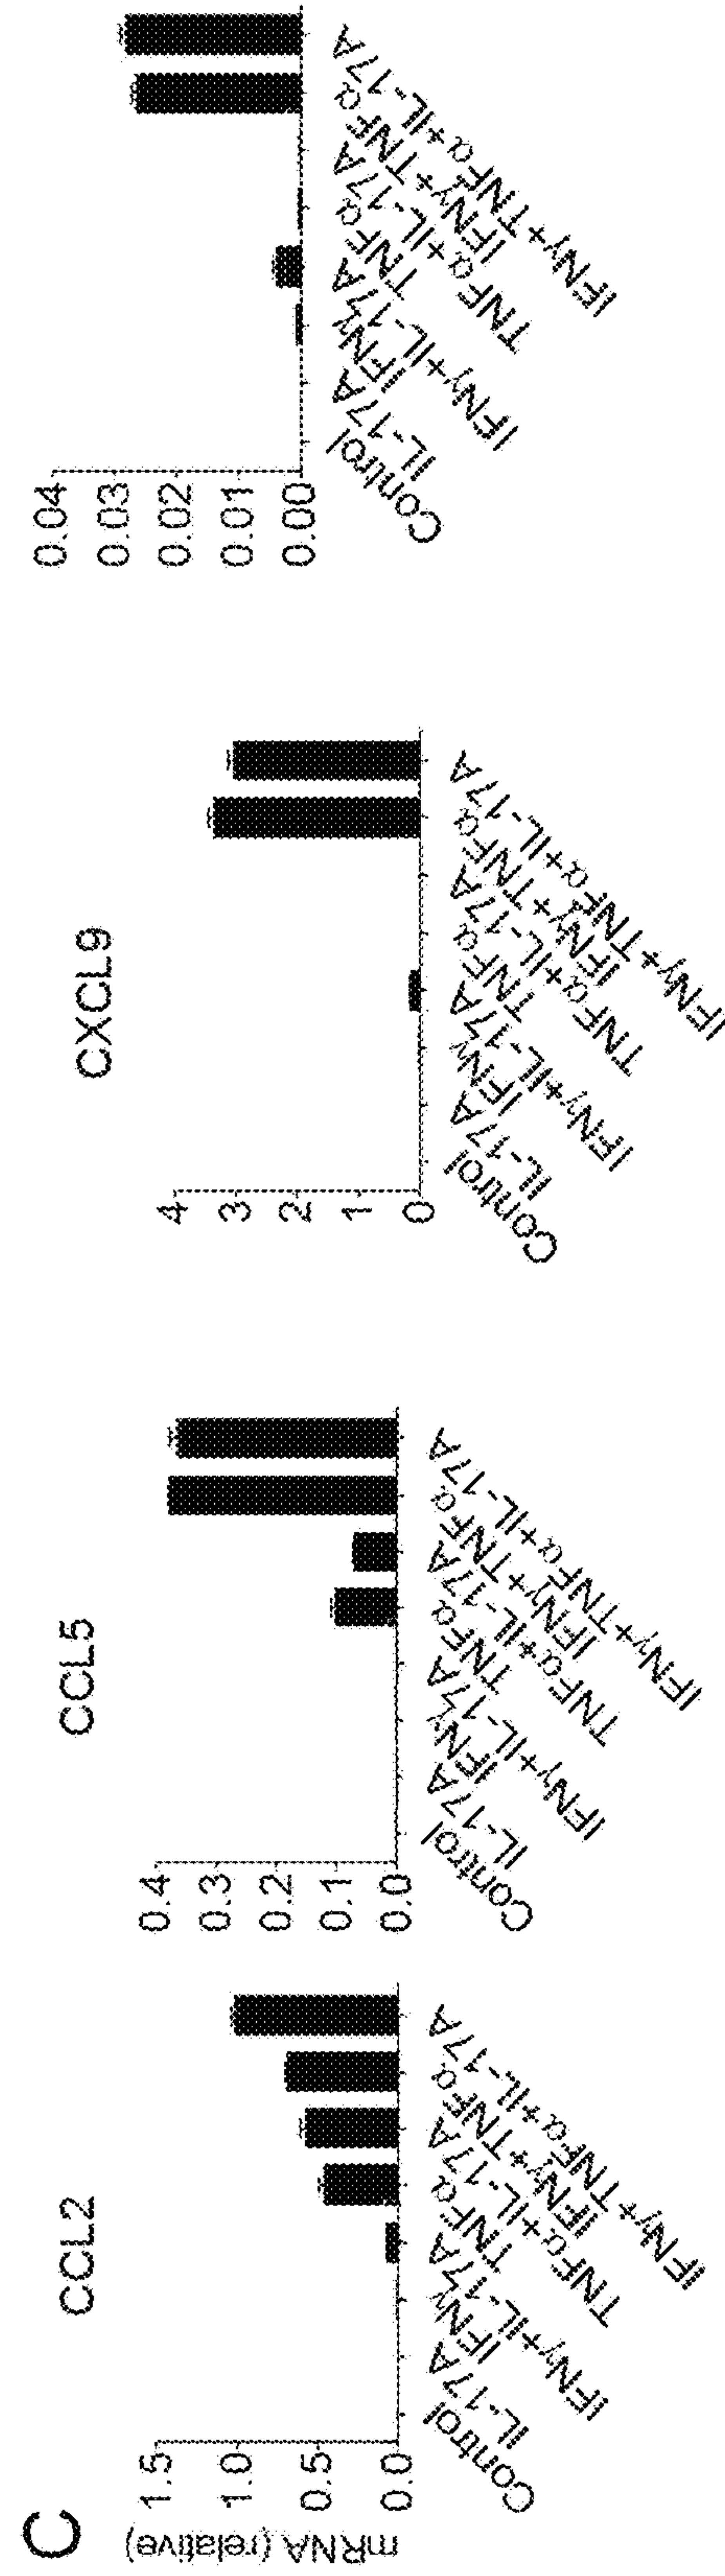 C
CCL2
mRNA (relative)
1.5
1.0
0.5
0.0
Control
IL-17A
IFNγ
IFNγ+IL-17A
TNFα
TNFα+IL-17A
IFNγ+TNFα
IFNγ+TNFα+IL-17A
CCL5
0.4
0.3
0.2
0.1
0.0
Control
IL-17A
IFNγ
IFNγ+IL-17A
TNFα
TNFα+IL-17A
IFNγ+TNFα
IFNγ+TNFα+IL-17A
CXCL9
4
3
2
1
0
Control
IL-17A
IFNγ
IFNγ+IL-17A
TNFα
TNFα+IL-17A
IFNγ+TNFα
IFNγ+TNFα+IL-17A
0.04
0.03
0.02
0.01
0.00
Control
IL-17A
IFNγ
IFNγ+IL-17A
TNFα
TNFα+IL-17A
IFNγ+TNFα
IFNγ+TNFα+IL-17A